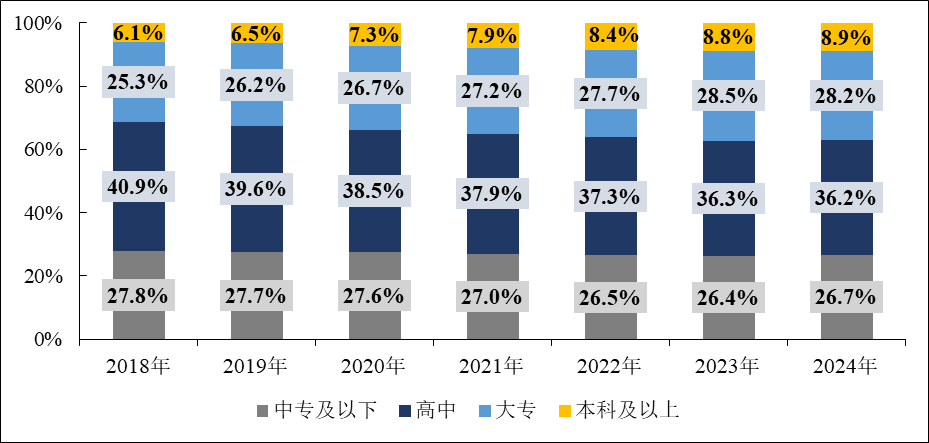 100%
6.1% 6.5% 7.3% 7.9% 8.4% 8.8% 8.9%
80%
25.3% 26.2% 26.7% 27.2% 27.7% 28.5% 28.2%
60%
40.9% 39.6% 38.5% 37.9% 37.3% 36.3% 36.2%
40%
20%
27.8% 27.7% 27.6% 27.0% 26.5% 26.4% 26.7%
0%
2018年 2019年 2020年 2021年 2022年 2023年 2024年
中专及以下 高中 大专 本科及以上